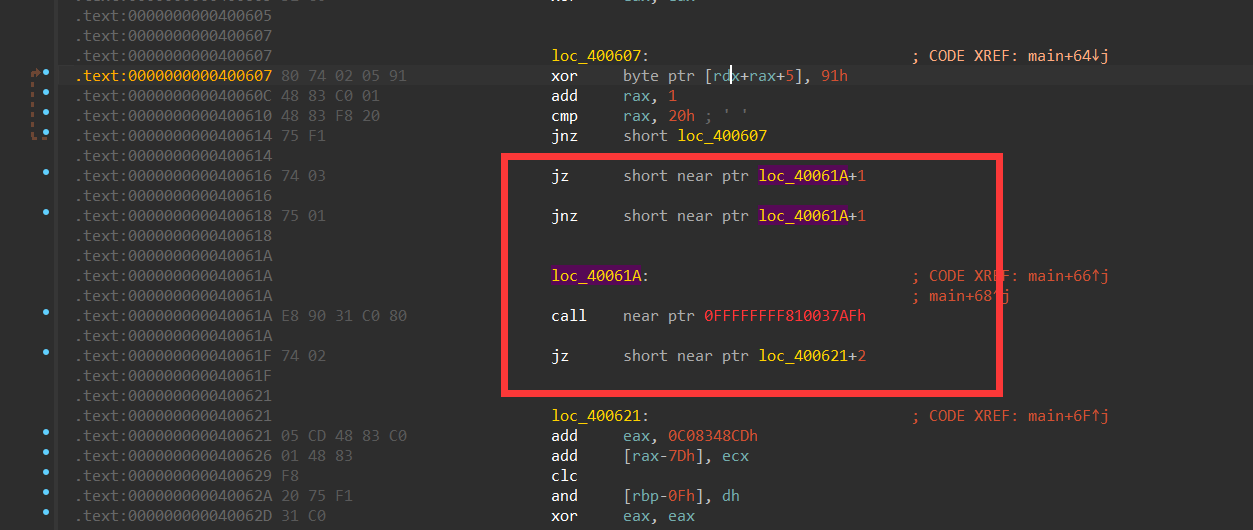 .text:0000000000400605
.text:0000000000400607
.text:0000000000400607 loc_400607: ; CODE XREF: main+64↓j
.text:0000000000400607 80 74 02 05 91 xor byte ptr [rdx+rax+5], 91h
.text:000000000040060C 48 83 C0 01 add rax, 1
.text:0000000000400610 48 83 F8 20 cmp rax, 20h ; ' '
.text:0000000000400614 75 F1 jnz short loc_400607
.text:0000000000400614
.text:0000000000400616 74 03 jz short near ptr loc_40061A+1
.text:0000000000400616
.text:0000000000400618 75 01 jnz short near ptr loc_40061A+1
.text:0000000000400618
.text:000000000040061A
.text:000000000040061A loc_40061A: ; CODE XREF: main+66↑j
.text:000000000040061A ; main+68↑j
.text:000000000040061A E8 90 31 C0 80 call near ptr 0FFFFFFFF810037AFh
.text:000000000040061A
.text:000000000040061F 74 02 jz short near ptr loc_400621+2
.text:000000000040061F
.text:0000000000400621
.text:0000000000400621 loc_400621: ; CODE XREF: main+6F↑j
.text:0000000000400621 05 CD 48 83 C0 add eax, 0C08348CDh
.text:0000000000400626 01 48 83 add [rax-7Dh], ecx
.text:0000000000400629 F8 clc
.text:000000000040062A 20 75 F1 and [rbp-0Fh], dh
.text:000000000040062D 31 C0 xor eax, eax